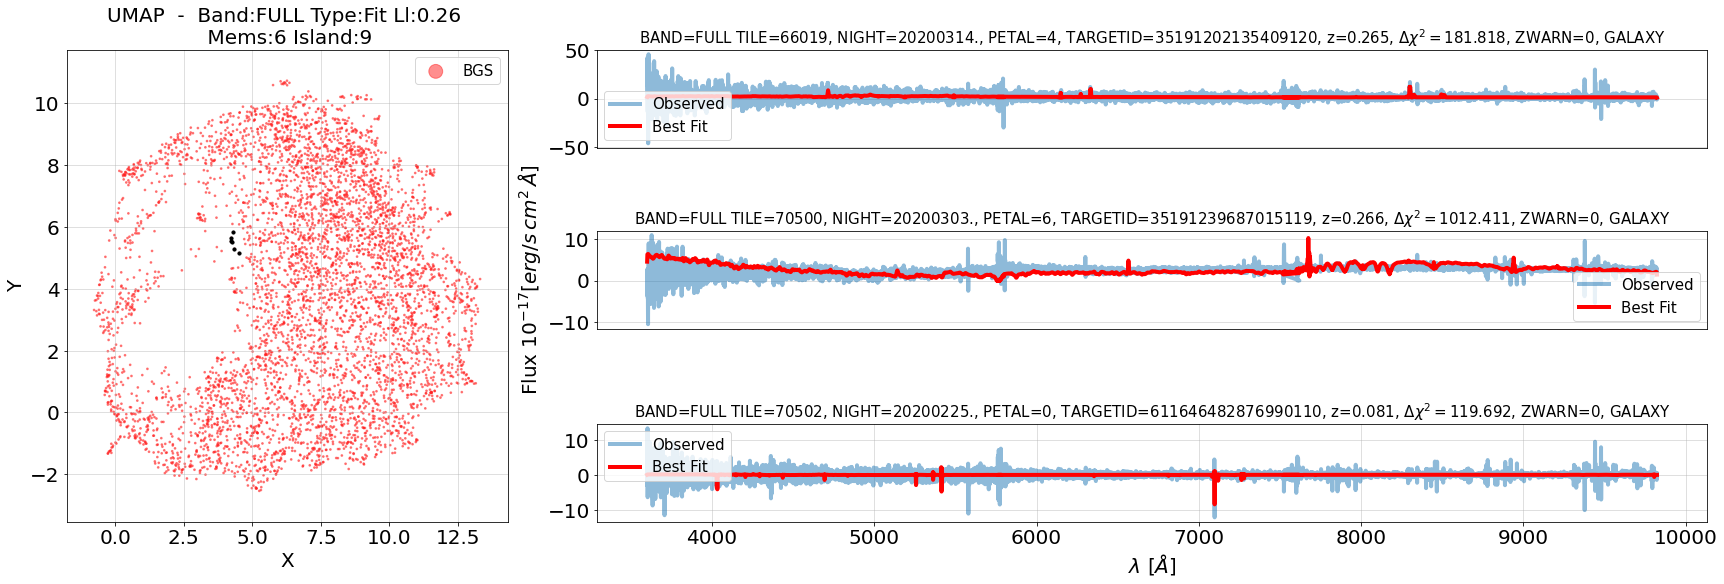 UMAP - Band:FULL Type:Fit Ll:0.26
Mems:6 Island:9
BGS
10
8
6
4
2
0
−2
Y
0.0 2.5 5.0 7.5 10.0 12.5
X
Flux 10⁻¹⁷[erg/s cm² Å]
BAND=FULL TILE=66019, NIGHT=20200314., PETAL=4, TARGETID=35191202135409120, z=0.265, Δχ² = 181.818, ZWARN=0, GALAXY
50
0
−50
Observed
Best Fit
BAND=FULL TILE=70500, NIGHT=20200303., PETAL=6, TARGETID=35191239687015119, z=0.266, Δχ² = 1012.411, ZWARN=0, GALAXY
10
0
−10
Observed
Best Fit
BAND=FULL TILE=70502, NIGHT=20200225., PETAL=0, TARGETID=611646482876990110, z=0.081, Δχ² = 119.692, ZWARN=0, GALAXY
10
0
−10
Observed
Best Fit
4000 5000 6000 7000 8000 9000 10000
λ [Å]